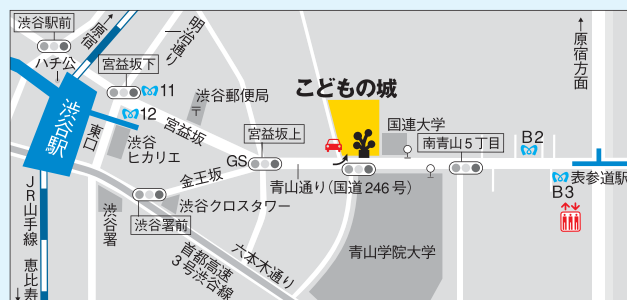 渋谷駅前
↑原宿
明治通り
ハチ公
宮益坂下
11
12
渋谷郵便局
〒
渋谷駅
東口
渋谷
ヒカリエ
宮益坂
こどもの城
国連大学
宮益坂上
GS
南青山5丁目
B2
↑原宿方面
表参道駅
B3
青山通り(国道246号)
金王坂
渋谷クロスタワー
渋谷署
渋谷署前
JR山手線
恵比寿
首都高速
3号渋谷線
六本木通り
青山学院大学